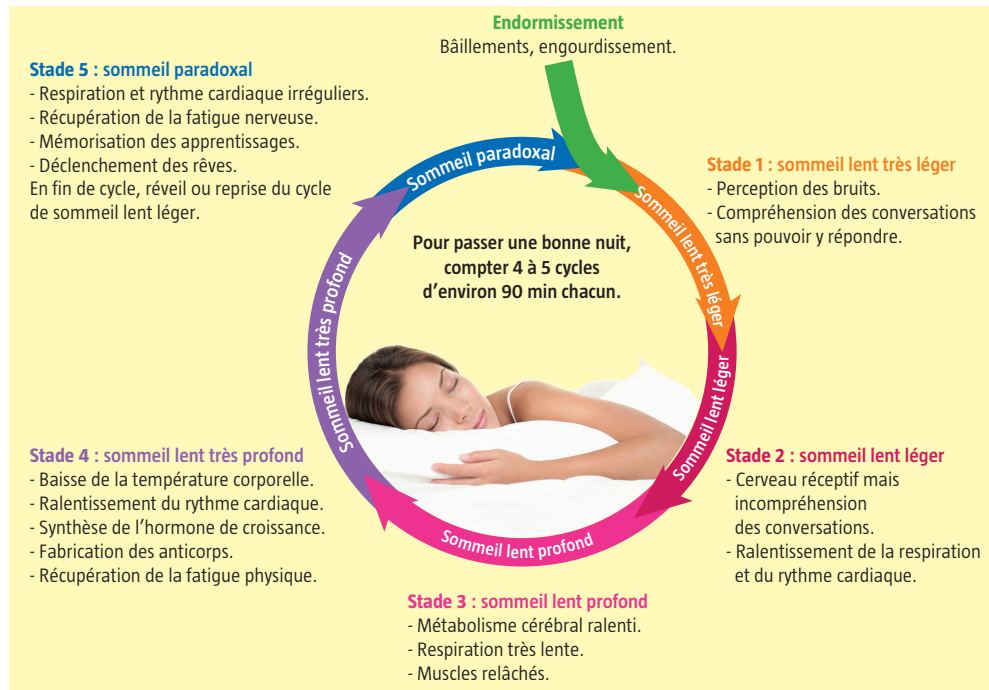 Endormissement
Bâillements, engourdissement.
Stade 5 : sommeil paradoxal
- Respiration et rythme cardiaque irréguliers.
- Récupération de la fatigue nerveuse.
- Mémorisation des apprentissages.
- Déclenchement des rêves.
En fin de cycle, réveil ou reprise du cycle
de sommeil lent léger.
Sommeil paradoxal
Stade 1 : sommeil lent très léger
- Perception des bruits.
- Compréhension des conversations
sans pouvoir y répondre.
Sommeil lent très léger
Pour passer une bonne nuit,
compter 4 à 5 cycles
d'environ 90 min chacun.
Sommeil lent très profond
Sommeil lent léger
Stade 4 : sommeil lent très profond
- Baisse de la température corporelle.
- Ralentissement du rythme cardiaque.
- Synthèse de l'hormone de croissance.
- Fabrication des anticorps.
- Récupération de la fatigue physique.
Stade 2 : sommeil lent léger
- Cerveau réceptif mais
incompréhension
des conversations.
- Ralentissement de la respiration
et du rythme cardiaque.
Sommeil lent profond
Stade 3 : sommeil lent profond
- Métabolisme cérébral ralenti.
- Respiration très lente.
- Muscles relâchés.